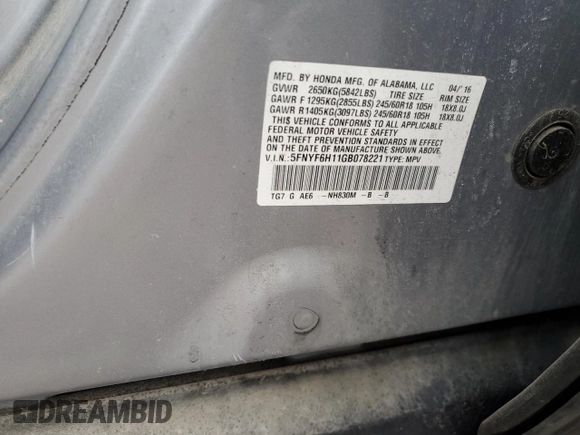 MFD. BY HONDA MFG. OF ALABAMA, LLC 04/'16
GVWR 2650KG(5842LBS) TIRE SIZE RIM SIZE
GAWR F 1295KG(2855LBS) 245/60R18 105H 18X8.0J
GAWR R1405KG(3097LBS) 245/60R18 105H 18X8.0J
THIS VEHICLE CONFORMS TO ALL APPLICABLE
FEDERAL MOTOR VEHICLE SAFETY, BUMPER,
AND THEFT PREVENTION STANDARDS IN EFFECT
ON THE DATE OF MANUFACTURE SHOWN ABOVE.
V.I.N.:5FNYF6H11GB078221 TYPE: MPV
TG7 G AE6 -NH830M -B -8
DREAMBID